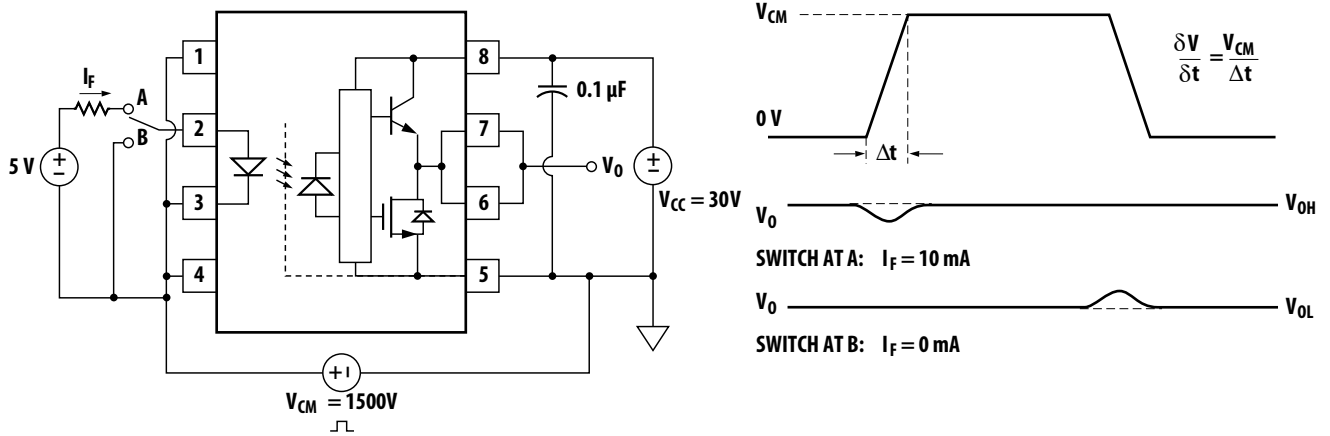 1
2
3
4
8
7
6
5
I_F
A
B
5 V
+
−
0.1 µF
V_O
+
−
V_CC = 30V
+
−
V_CM = 1500V
V_CM
0 V
Δt
δV/δt = V_CM/Δt
V_O
V_OH
SWITCH AT A: I_F = 10 mA
V_O
V_OL
SWITCH AT B: I_F = 0 mA